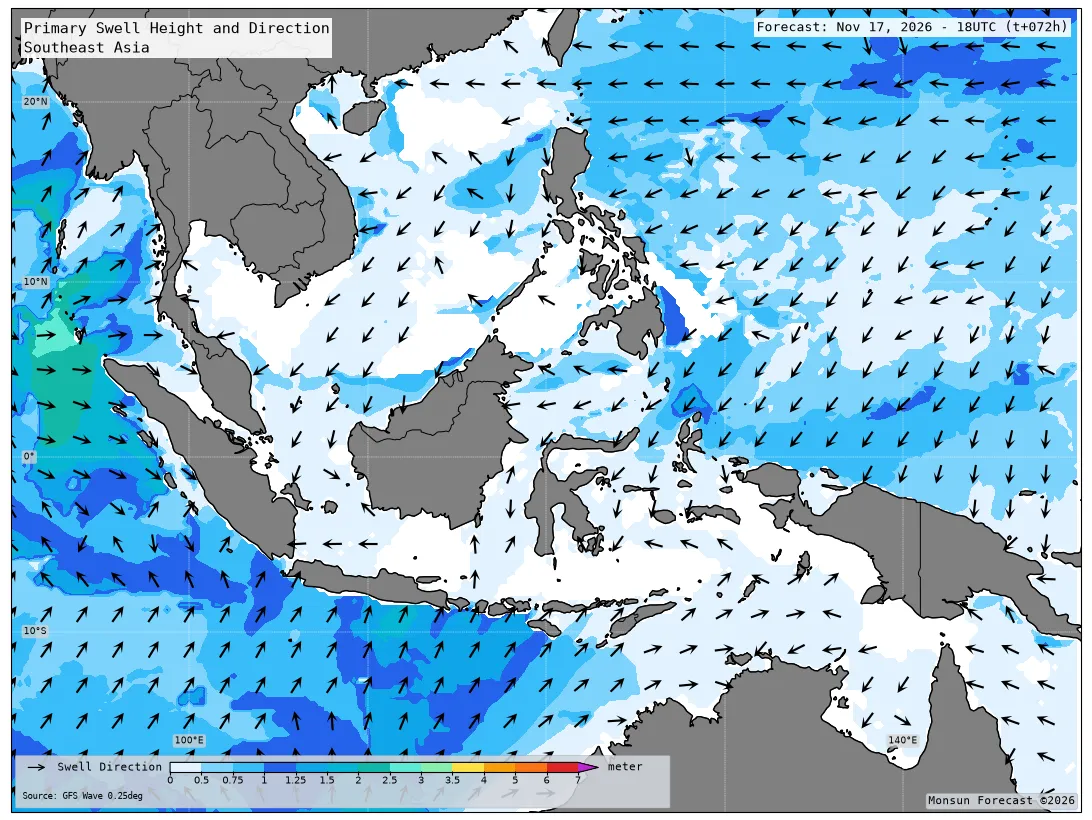 Primary Swell Height and Direction
Southeast Asia
Forecast: Nov 17, 2026 - 18UTC (t+072h)
20°N
10°N
0°
10°S
100°E
140°E
Swell Direction
0 0.5 0.75 1 1.25 1.5 2 2.5 3 3.5 4 5 6 7
meter
Source: GFS Wave 0.25deg
Monsun Forecast ©2026